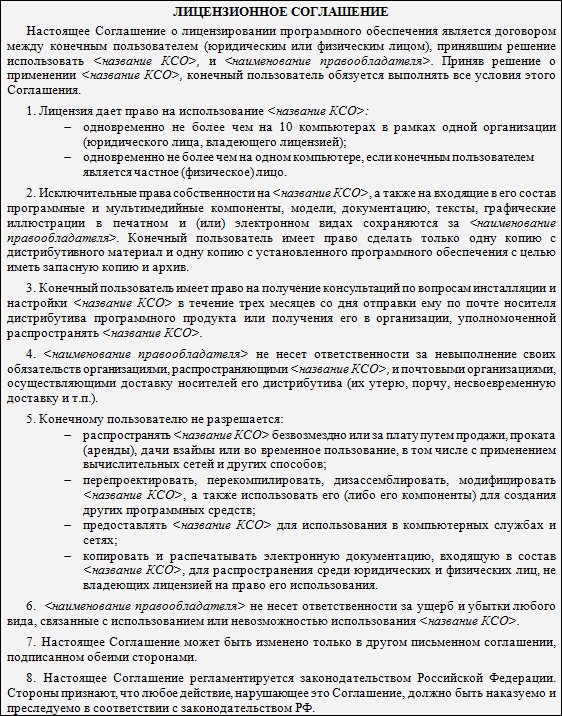 ЛИЦЕНЗИОННОЕ СОГЛАШЕНИЕ
Настоящее Соглашение о лицензировании программного обеспечения является договором
между конечным пользователем (юридическим или физическим лицом), принявшим решение
использовать <название КСО>, и <наименование правообладателя>. Приняв решение о
применении <название КСО>, конечный пользователь обязуется выполнять все условия этого
Соглашения.
1. Лицензия дает право на использование <название КСО>:
– одновременно не более чем на 10 компьютерах в рамках одной организации
(юридического лица, владеющего лицензией);
– одновременно не более чем на одном компьютере, если конечным пользователем
является частное (физическое) лицо.
2. Исключительные права собственности на <название КСО>, а также на входящие в его состав
программные и мультимедийные компоненты, модели, документацию, тексты, графические
иллюстрации в печатном и (или) электронном видах сохраняются за <наименование
правообладателя>. Конечный пользователь имеет право сделать только одну копию с
дистрибутивного материал и одну копию с установленного программного обеспечения с целью
иметь запасную копию и архив.
3. Конечный пользователь имеет право на получение консультаций по вопросам инсталляции и
настройки <название КСО> в течение трех месяцев со дня отправки ему по почте носителя
дистрибутива программного продукта или получения его в организации, уполномоченной
распространять <название КСО>.
4. <наименование правообладателя> не несет ответственности за невыполнение своих
обязательств организациями, распространяющими <название КСО>, и почтовыми организациями,
осуществляющими доставку носителей его дистрибутива (их утерю, порчу, несвоевременную
доставку и т.п.).
5. Конечному пользователю не разрешается:
– распространять <название КСО> безвозмездно или за плату путем продажи, проката
(аренды), дачи взаймы или во временное пользование, в том числе с применением
вычислительных сетей и других способов;
– перепроектировать, перекомпилировать, дизассемблировать, модифицировать
<название КСО>, а также использовать его (либо его компоненты) для создания
других программных средств;
– предоставлять <название КСО> для использования в компьютерных службах и
сетях;
– копировать и распечатывать электронную документацию, входящую в состав
<название КСО>, для распространения среди юридических и физических лиц, не
владеющих лицензией на право его использования.
6. <наименование правообладателя> не несет ответственности за ущерб и убытки любого
вида, связанные с использованием или невозможностью использования <название КСО>.
7. Настоящее Соглашение может быть изменено только в другом письменном соглашении,
подписанном обеими сторонами.
8. Настоящее Соглашение регламентируется законодательством Российской Федерации.
Стороны признают, что любое действие, нарушающее это Соглашение, должно быть наказуемо и
преследуемо в соответствии с законодательством РФ.